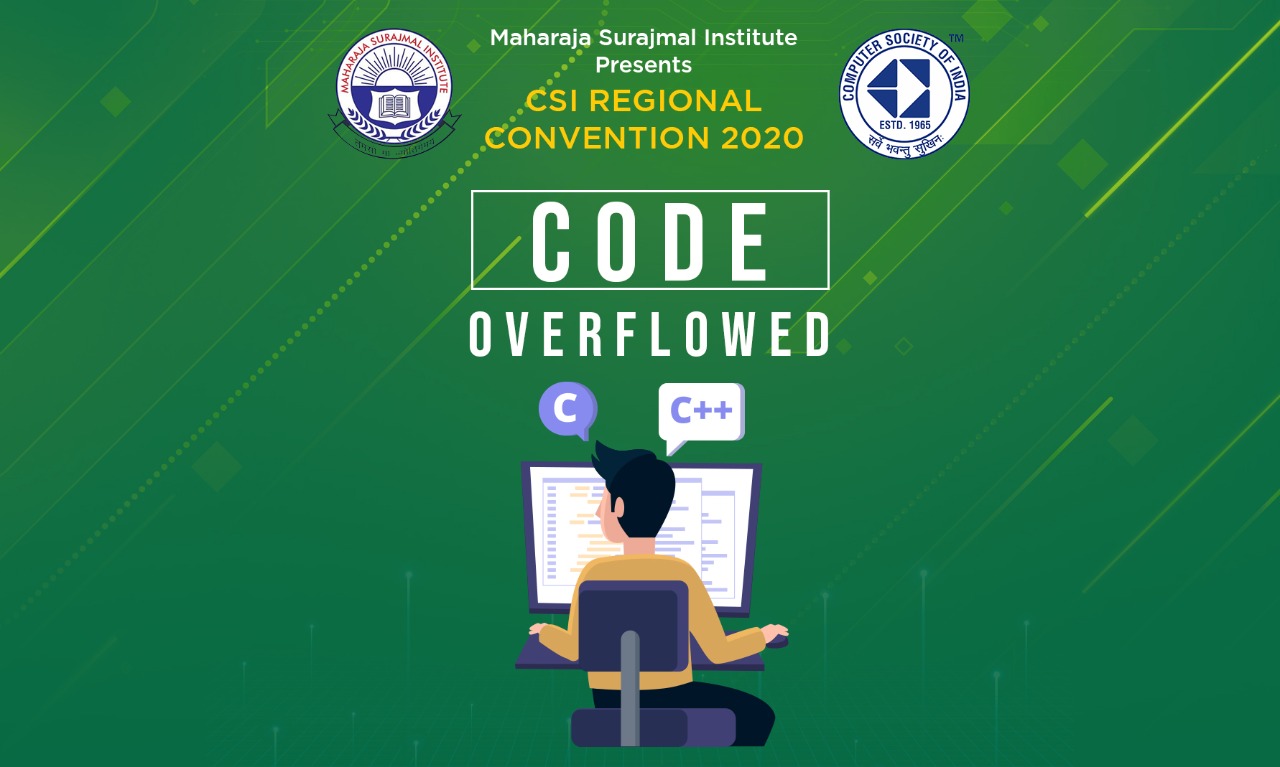 Maharaja Surajmal Institute
Presents
CSI REGIONAL
CONVENTION 2020
MAHARAJA SURAJMAL INSTITUTE
COMPUTER SOCIETY OF INDIA
TM
ESTD. 1965
सर्वे भवन्तु सुखिनः
CODE
OVERFLOWED
C
C++